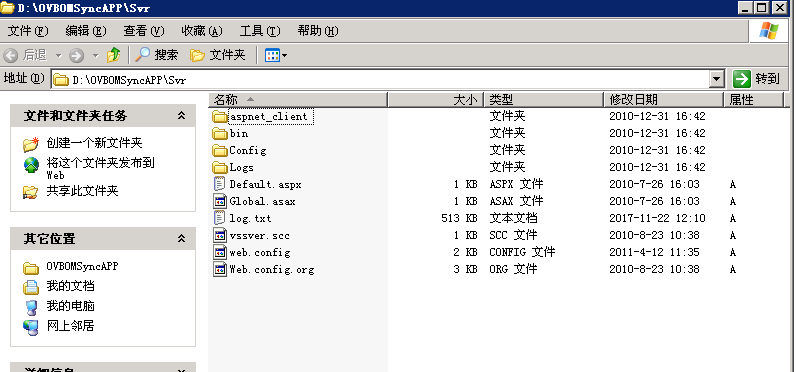 D:\OVBOMSyncAPP\Svr
文件(F) 编辑(E) 查看(V) 收藏(A) 工具(T) 帮助(H)
后退 搜索 文件夹
地址(D) D:\OVBOMSyncAPP\Svr 转到
文件和文件夹任务
创建一个新文件夹
将这个文件夹发布到
Web
共享此文件夹
其它位置
OVBOMSyncAPP
我的文档
我的电脑
网上邻居
详细信息
名称 大小 类型 修改日期 属性
aspnet_client 文件夹 2010-12-31 16:42
bin 文件夹 2010-12-31 16:42
Config 文件夹 2010-12-31 16:42
Logs 文件夹 2010-12-31 16:42
Default.aspx 1 KB ASPX 文件 2010-7-26 16:03 A
Global.asax 1 KB ASAX 文件 2010-7-26 16:03 A
log.txt 513 KB 文本文档 2017-11-22 12:10 A
vssver.scc 1 KB SCC 文件 2010-8-23 10:38 A
web.config 2 KB CONFIG 文件 2011-4-12 11:35 A
Web.config.org 3 KB ORG 文件 2010-8-23 10:38 A